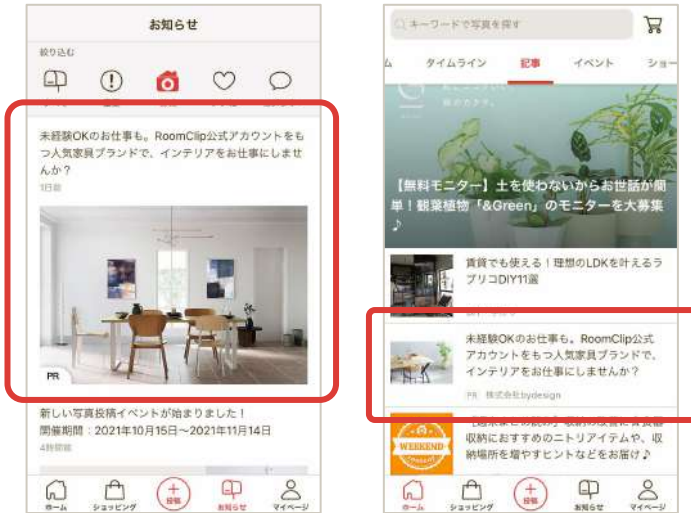 お知らせ
絞り込む
未経験OKのお仕事も。RoomClip公式アカウントをも
つ人気家具ブランドで、インテリアをお仕事にしませ
んか？
1日前
PR
新しい写真投稿イベントが始まりました！
開催期間：2021年10月15日〜2021年11月14日
4時間前
ホーム
ショッピング
投稿
お知らせ
マイページ
キーワードで写真を探す
ム
タイムライン
記事
イベント
ショー
【無料モニター】土を使わないからお世話が簡
単！観葉植物「&Green」のモニターを大募集
♪
賃貸でも使える！理想のLDKを叶えるラ
ブリコDIY11選
未経験OKのお仕事も。RoomClip公式
アカウントをもつ人気家具ブランドで、
インテリアをお仕事にしませんか？
PR 株式会社bydesign
WEEKEND
content
収納におすすめのニトリアイテムや、収
納場所を増やすヒントなどをお届け♪
ホーム
ショッピング
投稿
お知らせ
マイページ